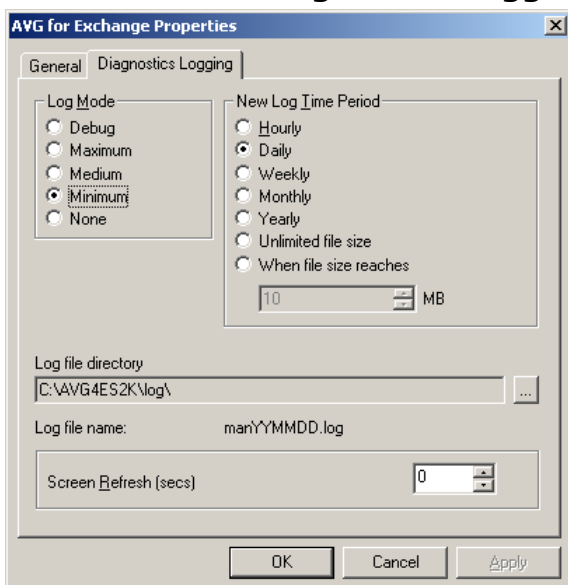 AVG for Exchange Properties
General
Diagnostics Logging
Log Mode
Debug
Maximum
Medium
Minimum
None
New Log Time Period
Hourly
Daily
Weekly
Monthly
Yearly
Unlimited file size
When file size reaches
10 MB
Log file directory
C:\AVG4ES2K\log\
...
Log file name: manYYMMDD.log
Screen Refresh (secs) 0
OK Cancel Apply